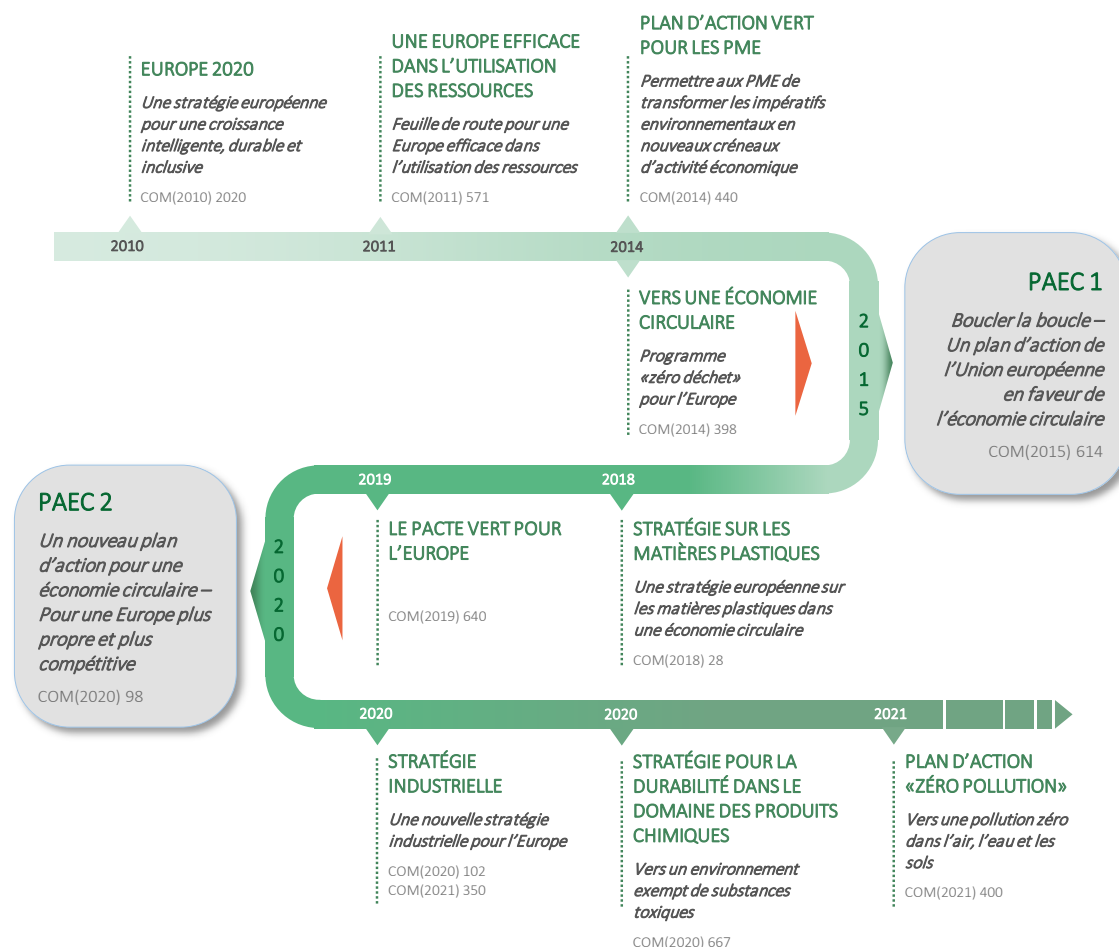 EUROPE 2020
Une stratégie européenne
pour une croissance
intelligente, durable et
inclusive
COM(2010) 2020
UNE EUROPE EFFICACE
DANS L'UTILISATION
DES RESSOURCES
Feuille de route pour une
Europe efficace dans
l'utilisation des ressources
COM(2011) 571
PLAN D'ACTION VERT
POUR LES PME
Permettre aux PME de
transformer les impératifs
environnementaux en
nouveaux créneaux
d'activité économique
COM(2014) 440
2010
2011
2014
VERS UNE ÉCONOMIE
CIRCULAIRE
Programme
«zéro déchet»
pour l'Europe
COM(2014) 398
2015
PAEC 1
Boucler la boucle –
Un plan d'action de
l'Union européenne
en faveur de
l'économie circulaire
COM(2015) 614
2019
2018
LE PACTE VERT POUR
L'EUROPE
COM(2019) 640
STRATÉGIE SUR LES
MATIÈRES PLASTIQUES
Une stratégie européenne sur
les matières plastiques dans
une économie circulaire
COM(2018) 28
PAEC 2
Un nouveau plan
d'action pour une
économie circulaire –
Pour une Europe plus
propre et plus
compétitive
COM(2020) 98
2020
2020
2020
2021
STRATÉGIE
INDUSTRIELLE
Une nouvelle stratégie
industrielle pour l'Europe
COM(2020) 102
COM(2021) 350
STRATÉGIE POUR LA
DURABILITÉ DANS LE
DOMAINE DES PRODUITS
CHIMIQUES
Vers un environnement
exempt de substances
toxiques
COM(2020) 667
PLAN D'ACTION
«ZÉRO POLLUTION»
Vers une pollution zéro
dans l'air, l'eau et les
sols
COM(2021) 400